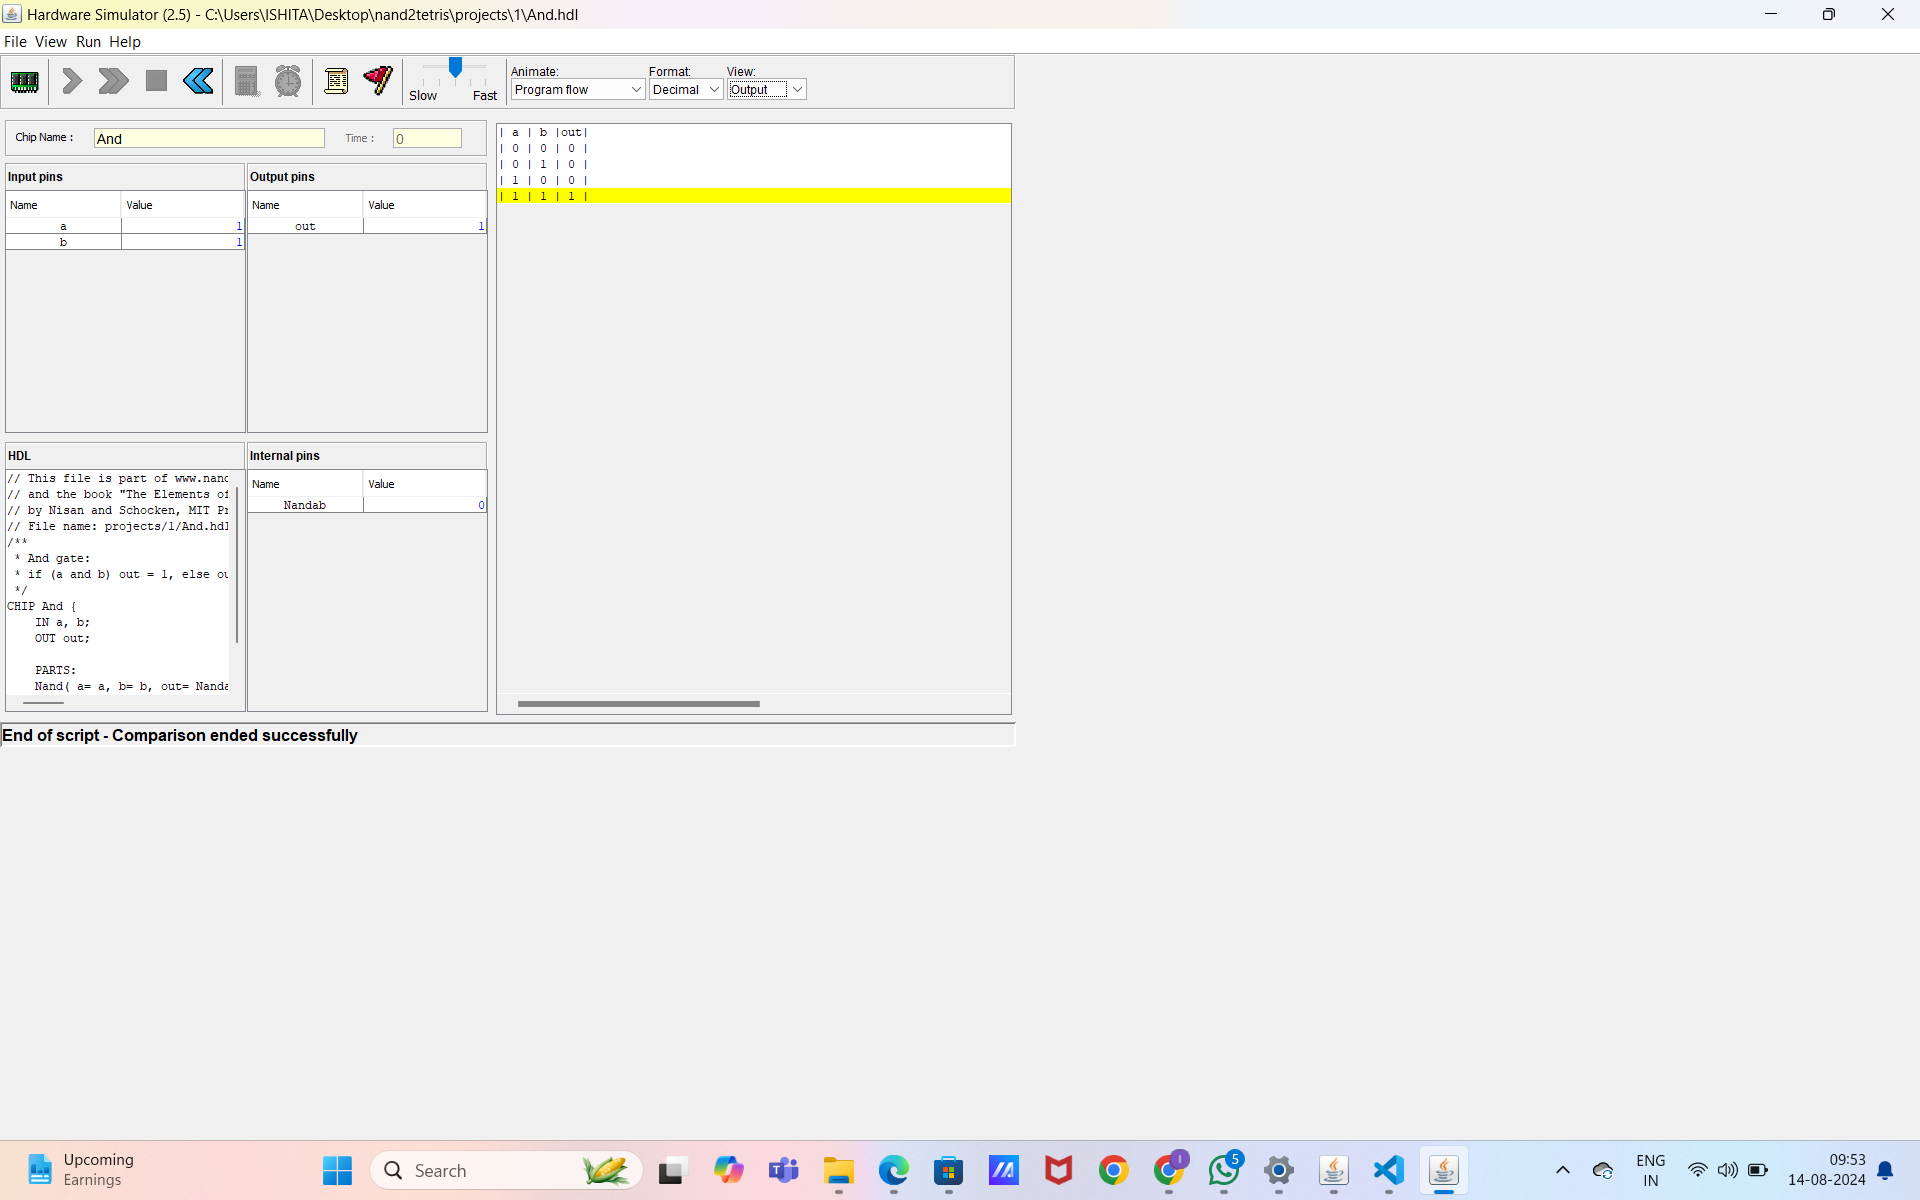 Hardware Simulator (2.5) - C:\Users\ISHITA\Desktop\nand2tetris\projects\1\And.hdl
File View Run Help
Slow Fast
Animate: Format: View:
Program flow Decimal Output
Chip Name : And Time : 0
Input pins
Name Value
a 1
b 1
Output pins
Name Value
out 1
| a | b |out|
| 0 | 0 | 0 |
| 0 | 1 | 0 |
| 1 | 0 | 0 |
| 1 | 1 | 1 |
HDL
// This file is part of www.nand
// and the book "The Elements of
// by Nisan and Schocken, MIT Pr
// File name: projects/1/And.hdl
/**
* And gate:
* if (a and b) out = 1, else ou
*/
CHIP And {
IN a, b;
OUT out;
PARTS:
Nand( a= a, b= b, out= Nanda
Internal pins
Name Value
Nandab 0
End of script - Comparison ended successfully
Upcoming
Earnings
Search
5
ENG
IN
09:53
14-08-2024